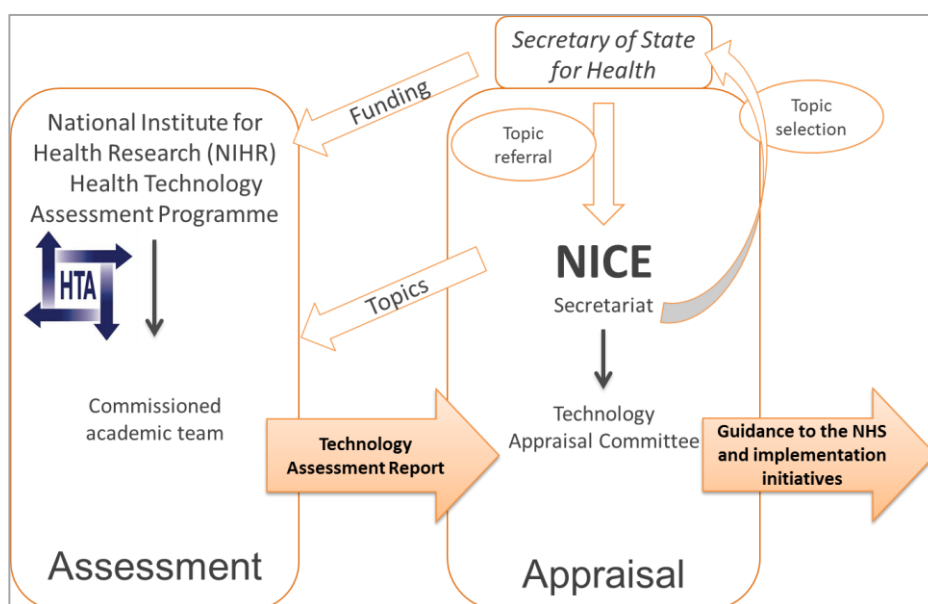 Secretary of State
for Health
Funding
Topic
selection
Topic
referral
National Institute for
Health Research (NIHR)
Health Technology
Assessment Programme
HTA
NICE
Secretariat
Topics
Commissioned
academic team
Technology
Assessment Report
Technology
Appraisal Committee
Guidance to the NHS
and implementation
initiatives
Assessment
Appraisal